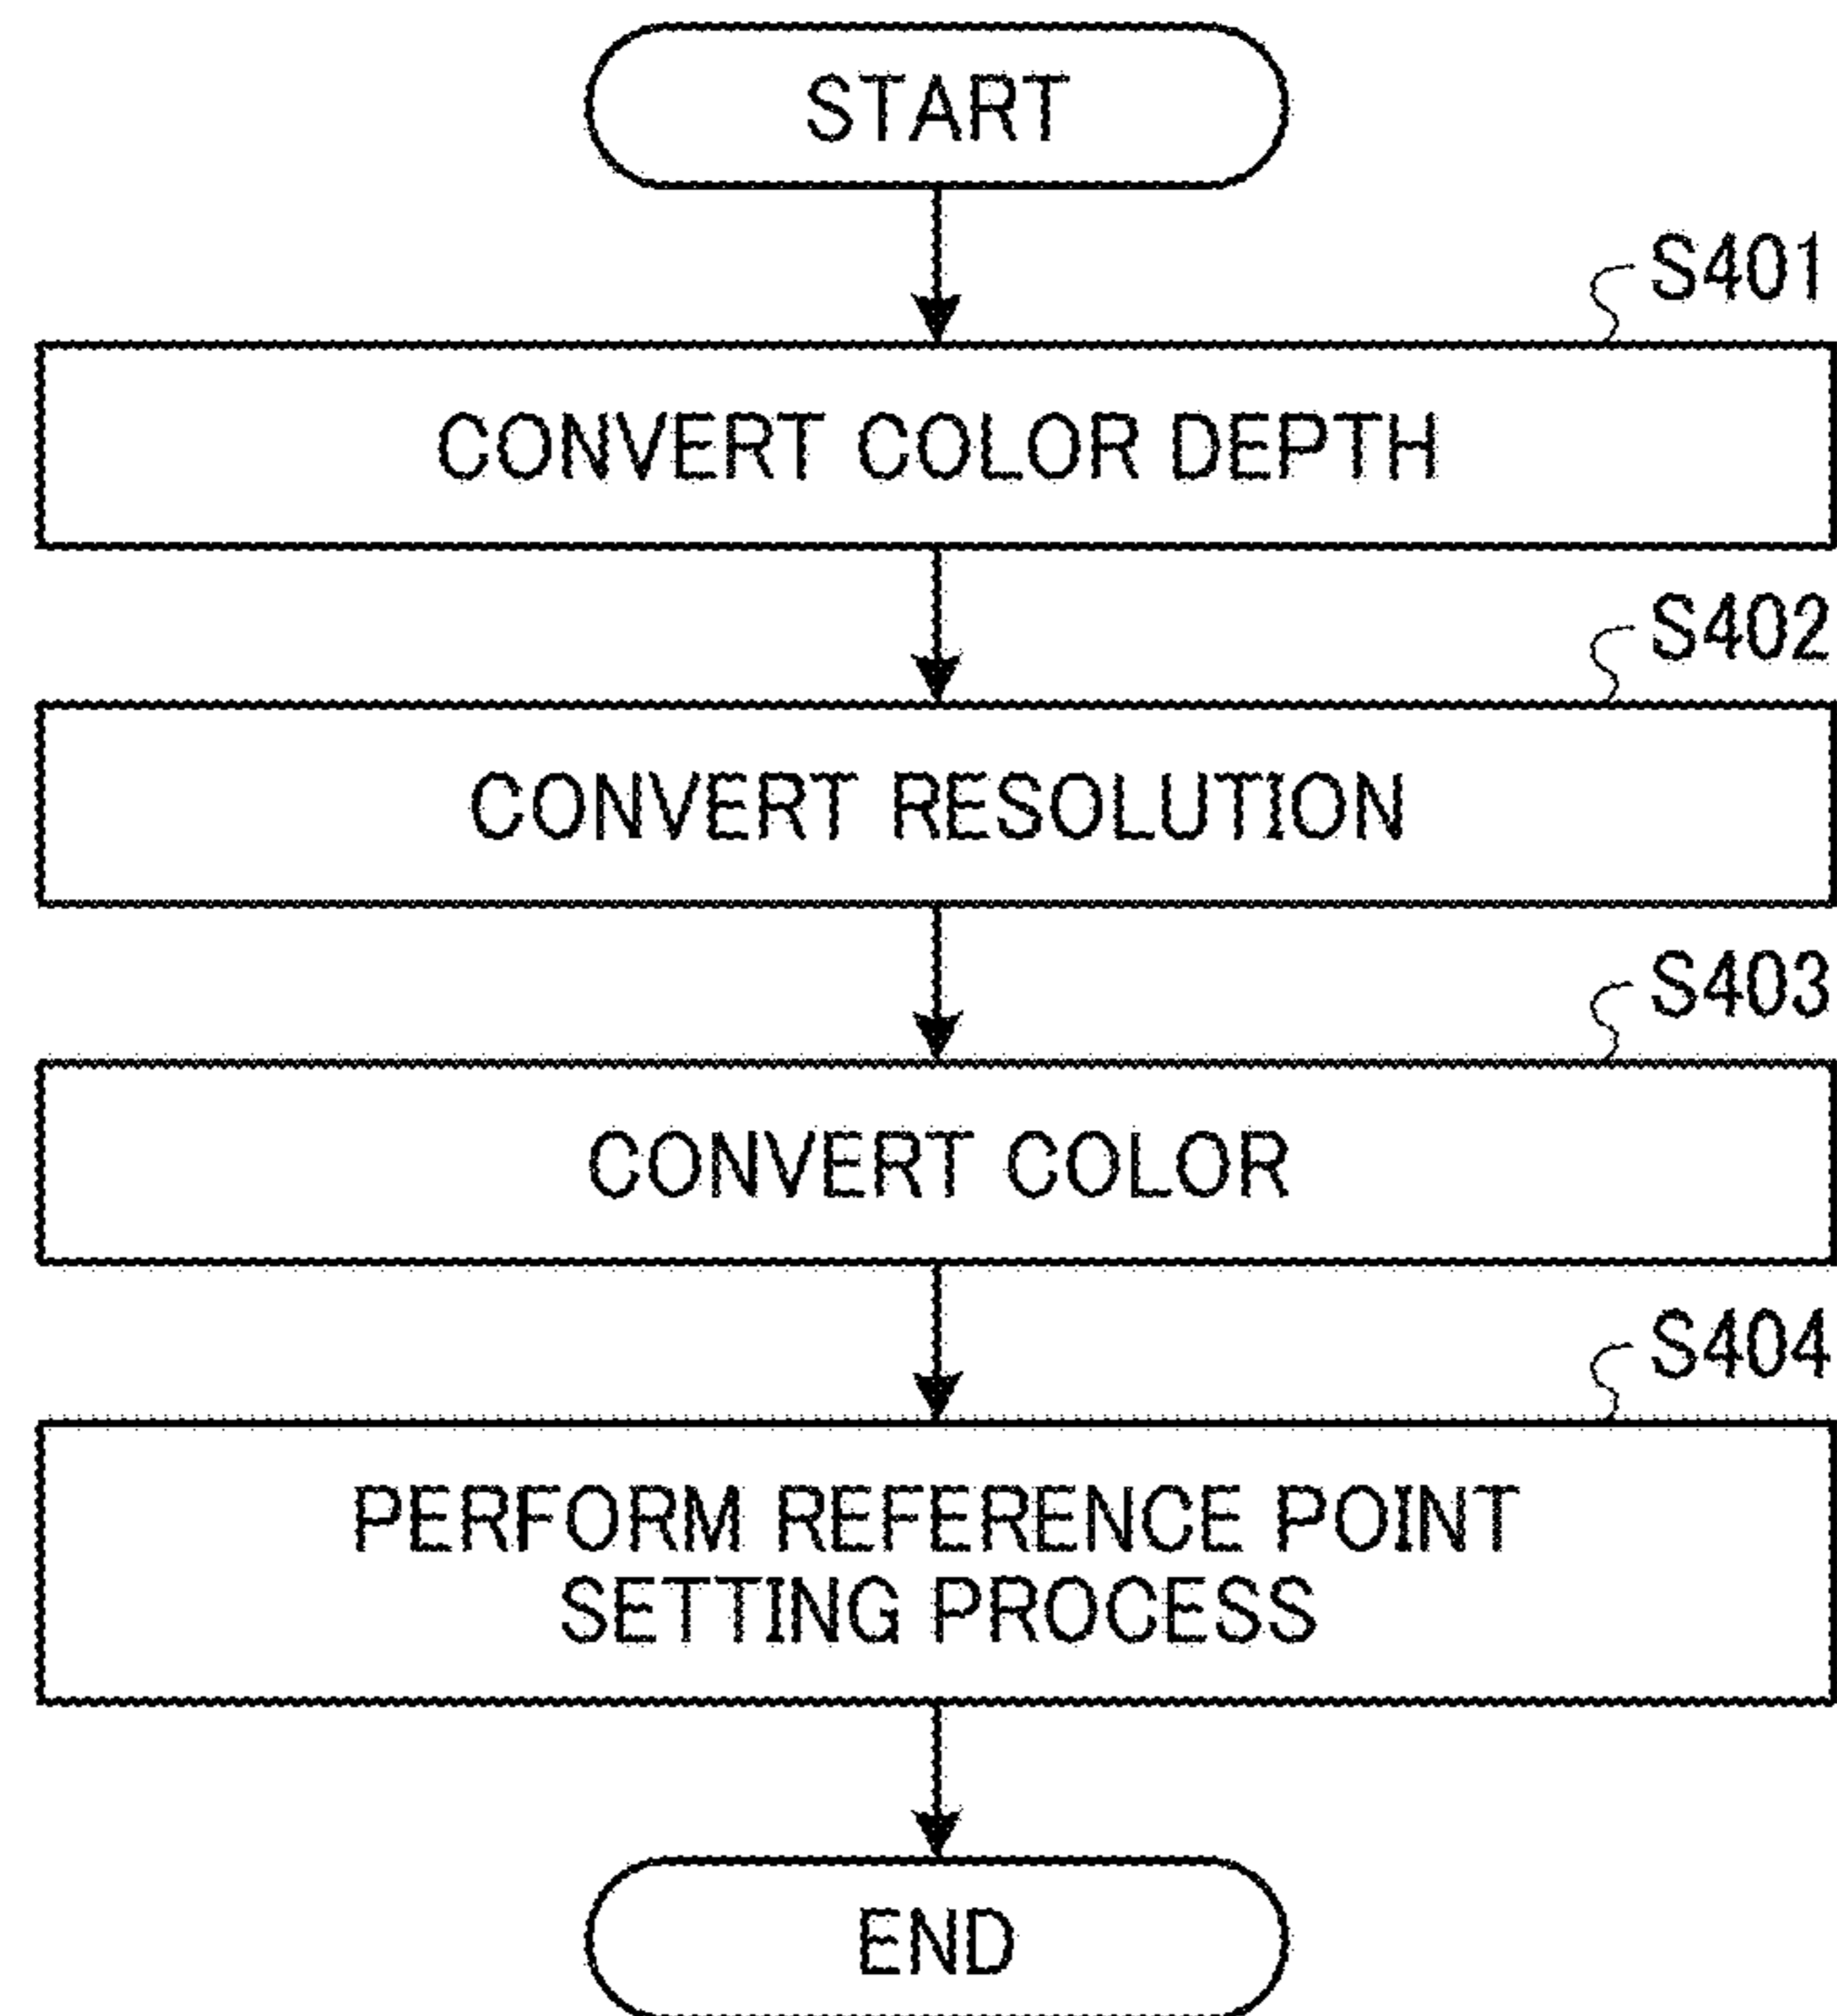 START
S401
CONVERT COLOR DEPTH
S402
CONVERT RESOLUTION
S403
CONVERT COLOR
S404
PERFORM REFERENCE POINT
SETTING PROCESS
END